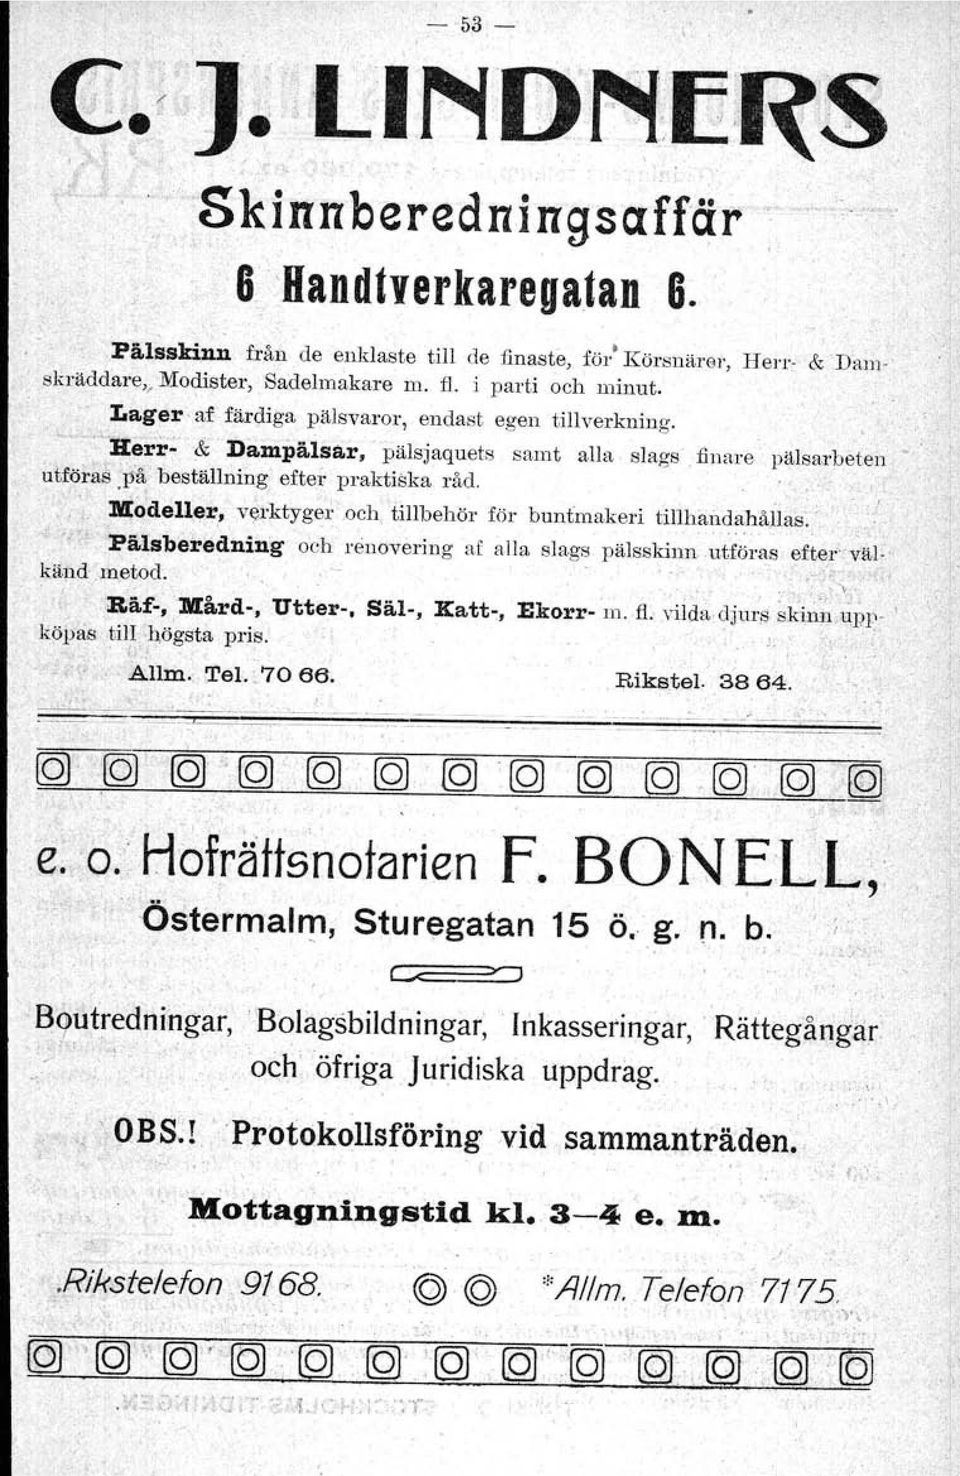 — 53 —
C. J. LINDNERS
Skinnberedningsaffär
6 Handtverkaregatan 6.
Pälsskinn från de enklaste till de finaste, för Körsnärer, Herr- & Dam-
skräddare, Modister, Sadelmakare m. fl. i parti och minut.
Lager af färdiga pälsvaror, endast egen tillverkning.
Herr- & Dampälsar, pälsjaquets samt alla slags finare pälsarbeten
utföras på beställning efter praktiska råd.
Modeller, verktyger och tillbehör för buntmakeri tillhandahållas.
Pälsberedning och renovering af alla slags pälsskinn utföras efter väl-
känd metod.
Räf-, Mård-, Utter-, Säl-, Katt-, Ekorr- m. fl. vilda djurs skinn upp-
köpas till högsta pris.
Allm. Tel. 70 66. Rikstel. 38 64.
e. o. Hofrättsnotarien F. BONELL,
Östermalm, Sturegatan 15 ö. g. n. b.
Boutredningar, Bolagsbildningar, Inkasseringar, Rättegångar
och öfriga Juridiska uppdrag.
OBS.! Protokollsföring vid sammanträden.
Mottagningstid kl. 3—4 e. m.
Rikstelefon 9168. Allm. Telefon 7175.